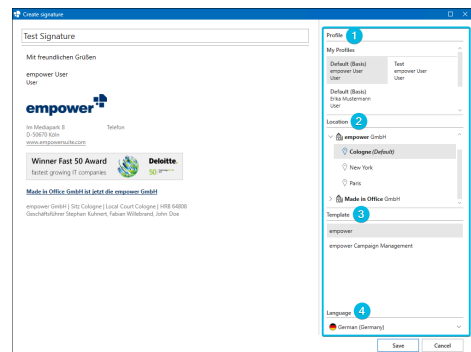 Create signature
Test Signature
Mit freundlichen Grüßen
empower User
User
empower
Im Mediapark 8 Telefon
D-50670 Köln
www.empowersuite.com
Winner Fast 50 Award
fastest growing IT companies
Deloitte.
50
Made in Office GmbH ist jetzt die empower GmbH
empower GmbH | Sitz Cologne | Local Court Cologne | HRB 64808
Geschäftsführer Stephan Kuhnert, Fabien Willebrand, John Doe
Profile 1
My Profiles
Default (Basis) Test
empower User empower User
User User
Default (Basis)
Erika Mustermann
User
Location 2
empower GmbH
Cologne (Default)
New York
Paris
Made in Office GmbH
Template 3
empower
empower Campaign Management
4
Language
German (Germany)
Save Cancel